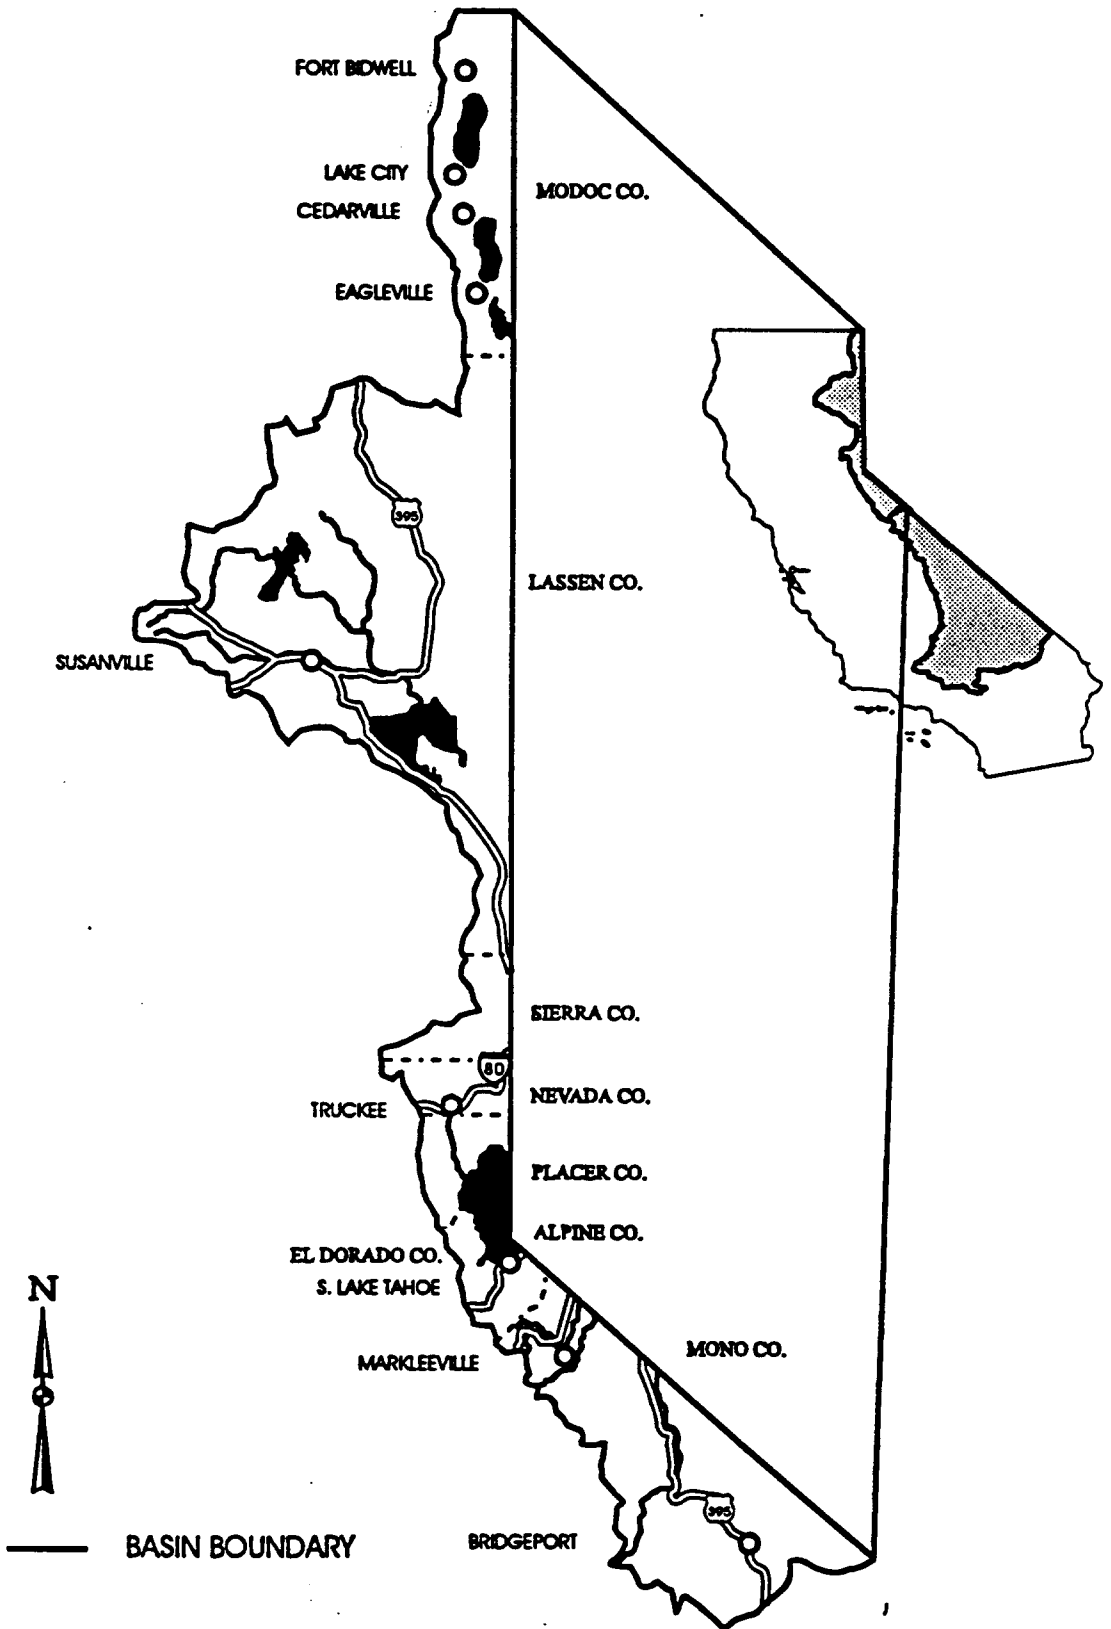 FORT BIDWELL
LAKE CITY
MODOC CO.
CEDARVILLE
EAGLEVILLE
395
LASSEN CO.
SUSANVILLE
SIERRA CO.
80
NEVADA CO.
TRUCKEE
PLACER CO.
ALPINE CO.
EL DORADO CO.
S. LAKE TAHOE
N
MONO CO.
MARKLEEVILLE
395
BRIDGEPORT
BASIN BOUNDARY